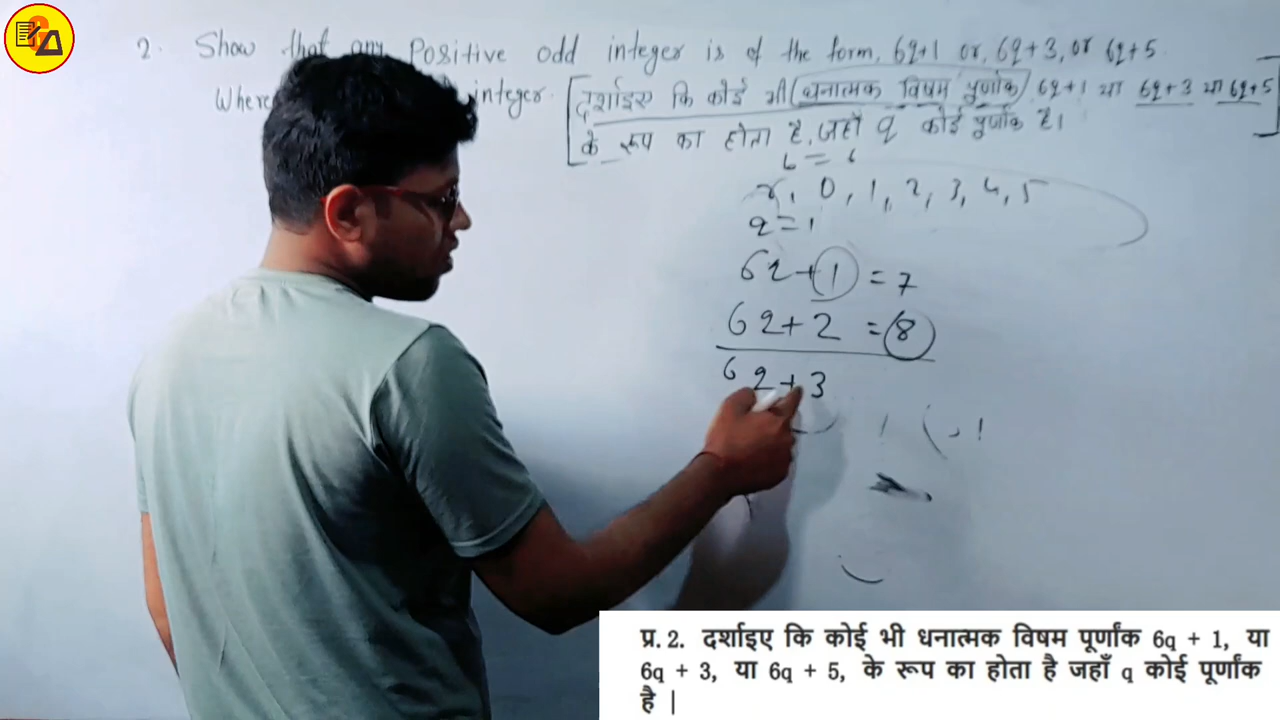 2. Show that any Positive odd integer is of the form, 6q+1 or, 6q+3, or 6q+5.
Where integer. [दर्शाइए कि कोई भी (धनात्मक विषम पुर्णांक) 6q+1 या 6q+3 या 6q+5
के रूप का होता है, जहाँ q कोई पुर्णांक है।]
b = 6
r, 0, 1, 2, 3, 4, 5
q = 1
6q+1 = 7
6q+2 = 8
6q+3
प्र. 2. दर्शाइए कि कोई भी धनात्मक विषम पूर्णांक 6q + 1, या
6q + 3, या 6q + 5, के रूप का होता है जहाँ q कोई पूर्णांक
है |